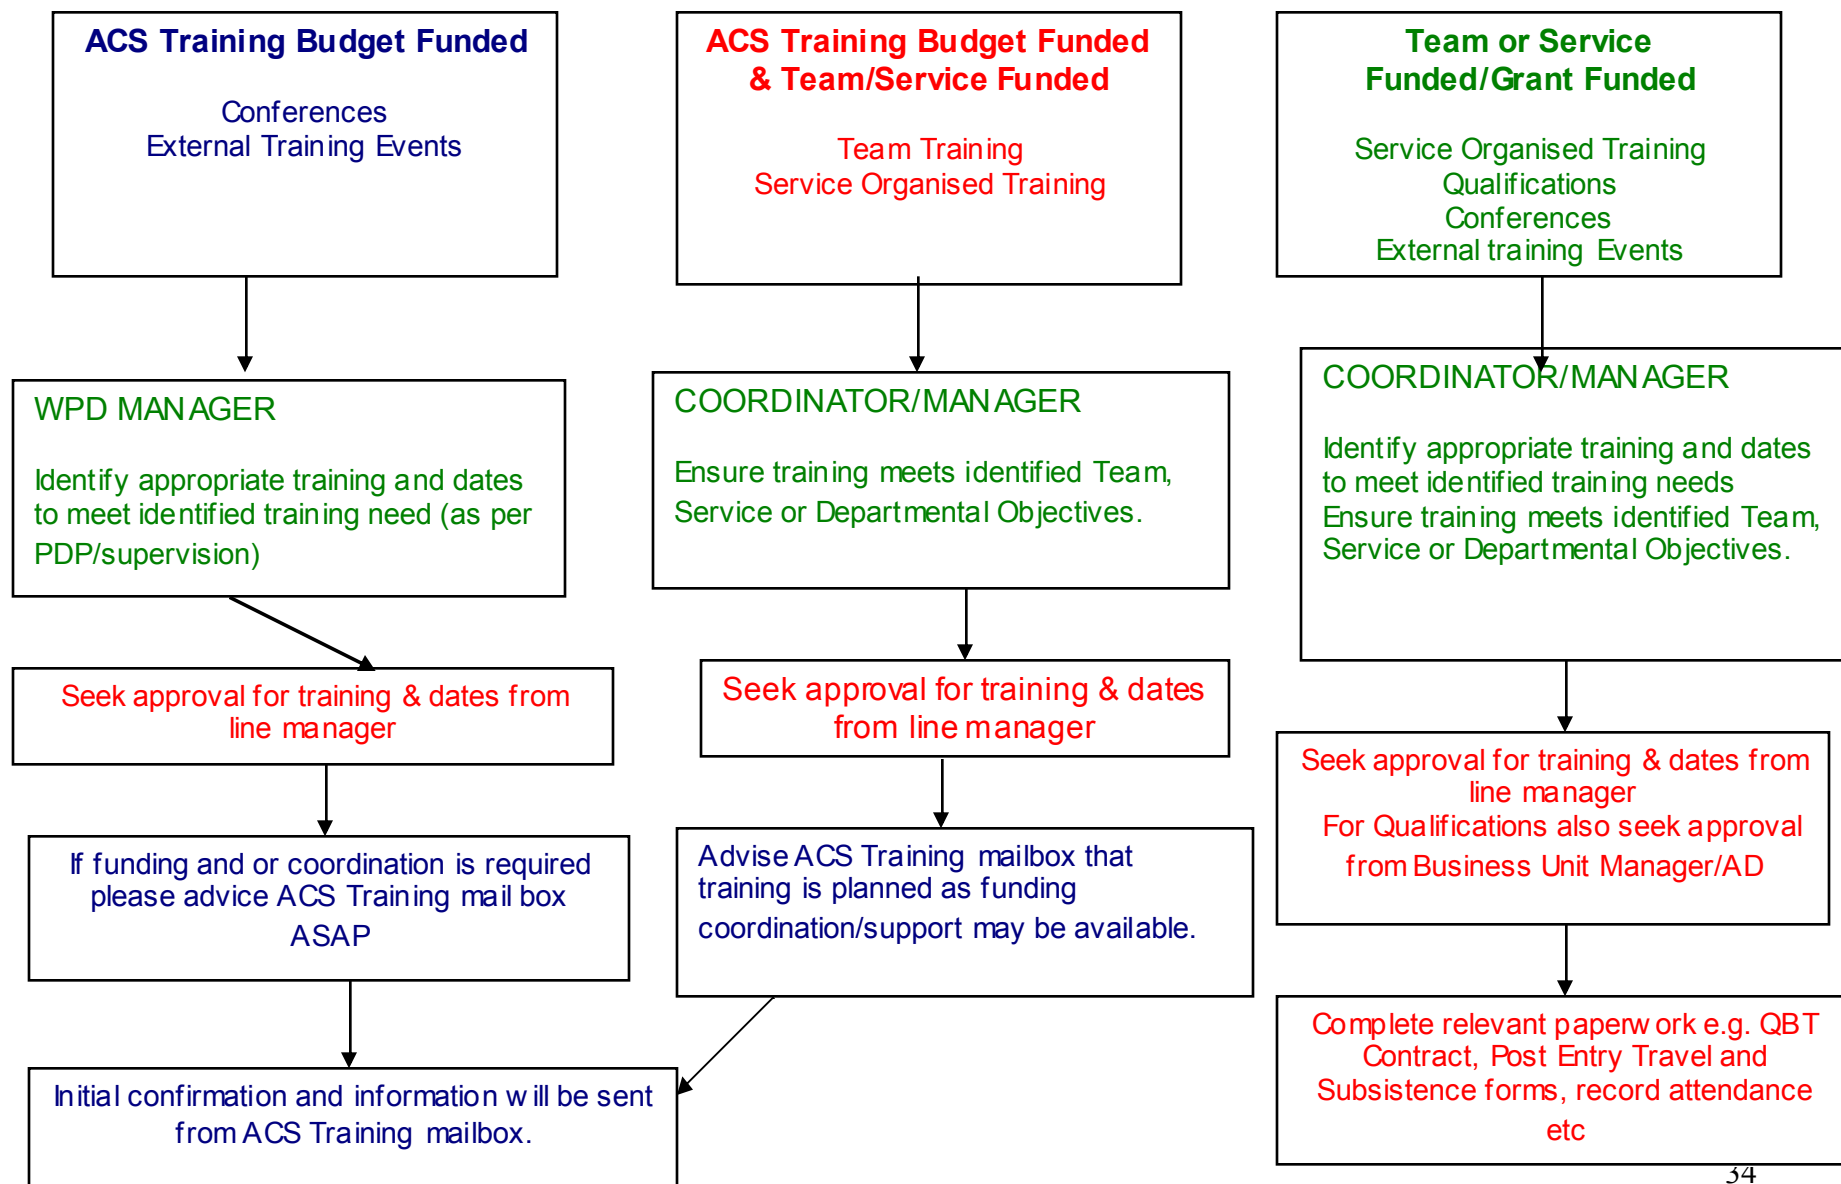 ACS Training Budget Funded
Conferences
External Training Events
ACS Training Budget Funded
& Team/Service Funded
Team Training
Service Organised Training
Team or Service
Funded/Grant Funded
Service Organised Training
Qualifications
Conferences
External training Events
WPD MANAGER
Identify appropriate training and dates
to meet identified training need (as per
PDP/supervision)
COORDINATOR/MANAGER
Ensure training meets identified Team,
Service or Departmental Objectives.
COORDINATOR/MANAGER
Identify appropriate training and dates
to meet identified training needs
Ensure training meets identified Team,
Service or Departmental Objectives.
Seek approval for training & dates from
line manager
Seek approval for training & dates
from line manager
Seek approval for training & dates from
line manager
For Qualifications also seek approval
from Business Unit Manager/AD
If funding and or coordination is required
please advice ACS Training mail box
ASAP
Advise ACS Training mailbox that
training is planned as funding
coordination/support may be available.
Initial confirmation and information will be sent
from ACS Training mailbox.
Complete relevant paperwork e.g. QBT
Contract, Post Entry Travel and
Subsistence forms, record attendance
etc
34